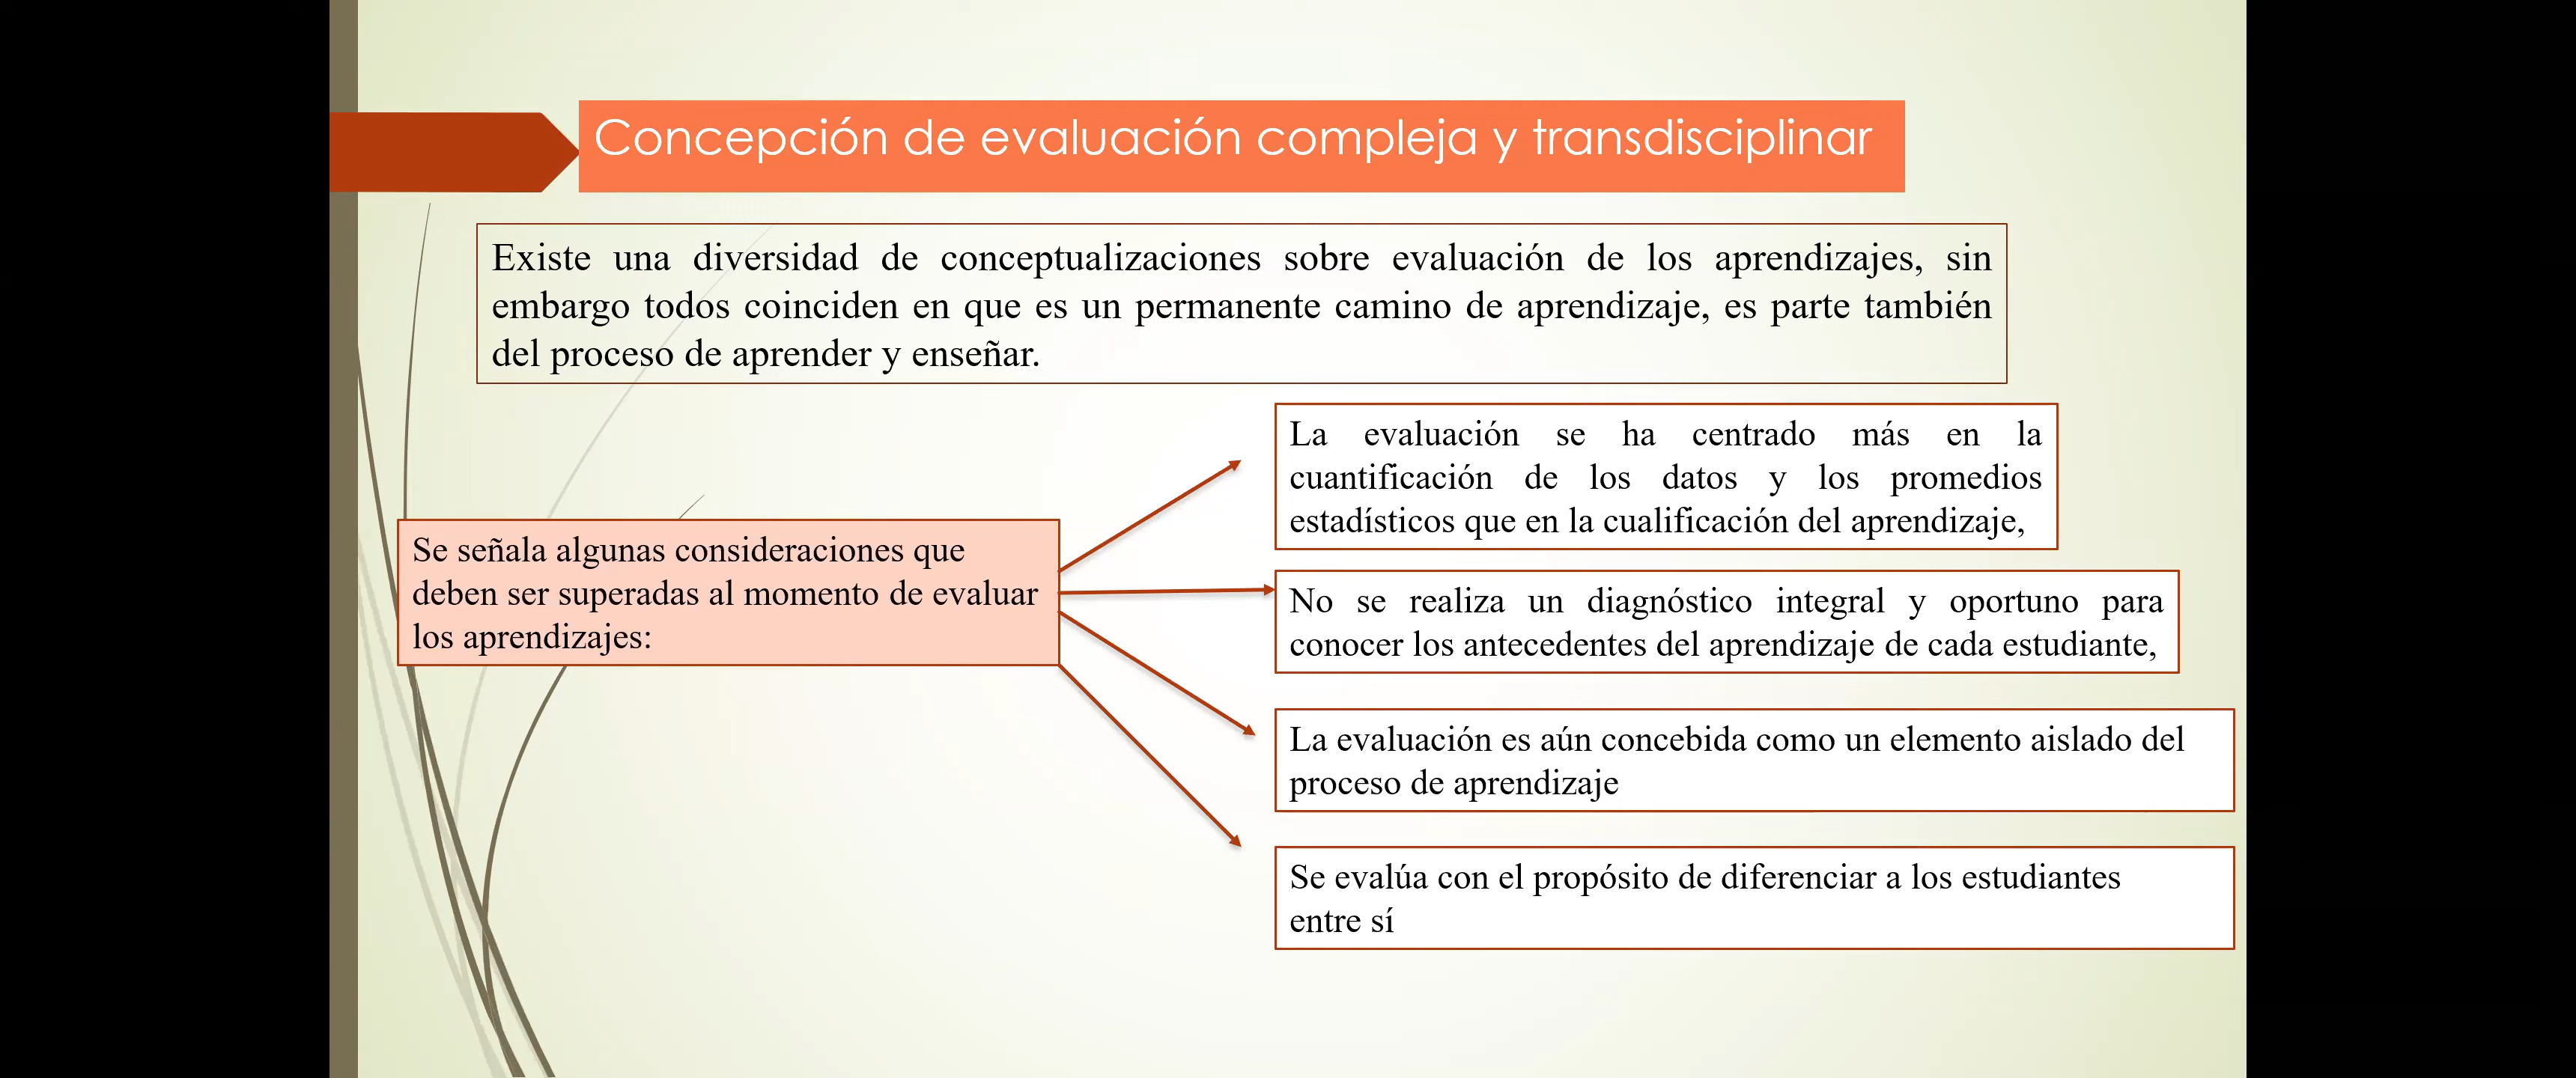 Concepción de evaluación compleja y transdisciplinar
Existe una diversidad de conceptualizaciones sobre evaluación de los aprendizajes, sin
embargo todos coinciden en que es un permanente camino de aprendizaje, es parte también
del proceso de aprender y enseñar.
Se señala algunas consideraciones que
deben ser superadas al momento de evaluar
los aprendizajes:
La evaluación se ha centrado más en la
cuantificación de los datos y los promedios
estadísticos que en la cualificación del aprendizaje,
No se realiza un diagnóstico integral y oportuno para
conocer los antecedentes del aprendizaje de cada estudiante,
La evaluación es aún concebida como un elemento aislado del
proceso de aprendizaje
Se evalúa con el propósito de diferenciar a los estudiantes
entre sí